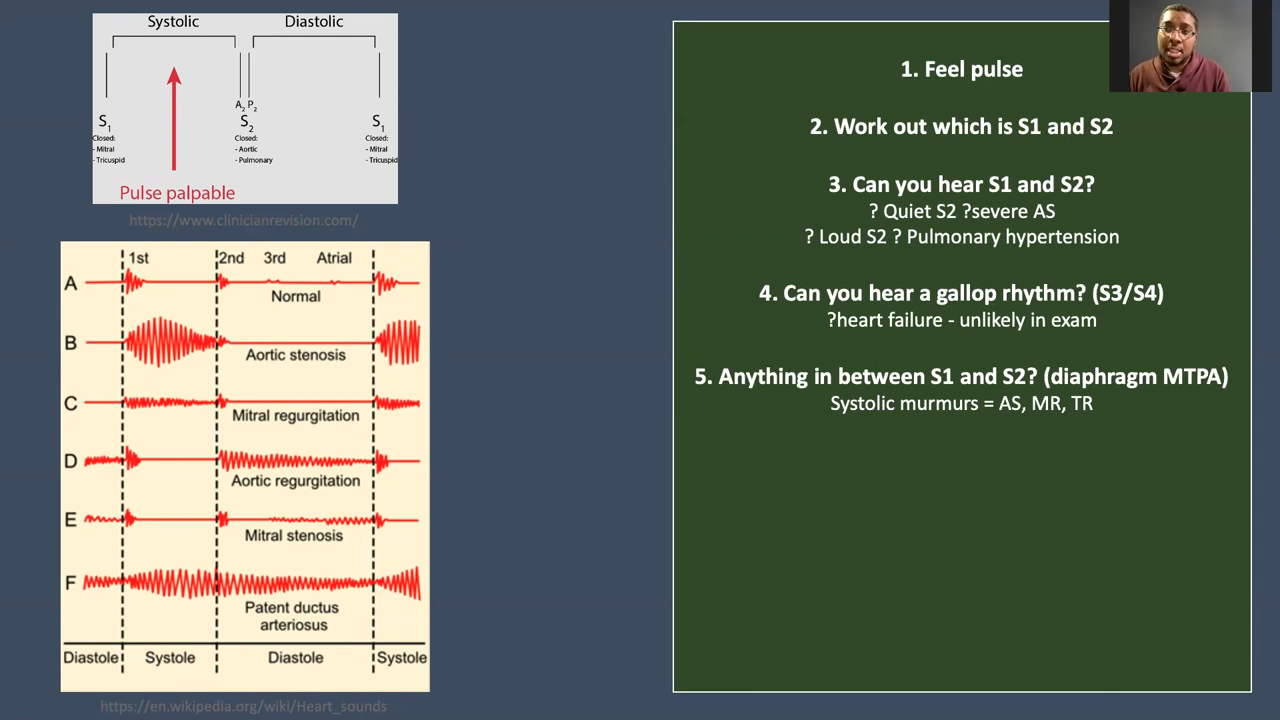 Systolic Diastolic
A2 P2
S1 S2 S1
Closed: Closed: Closed:
- Mitral - Aortic - Mitral
- Tricuspid - Pulmonary - Tricuspid
Pulse palpable
https://www.clinicianrevision.com/
1st 2nd 3rd Atrial
A
Normal
B
Aortic stenosis
C
Mitral regurgitation
D
Aortic regurgitation
E
Mitral stenosis
F
Patent ductus
arteriosus
Diastole Systole Diastole Systole
https://en.wikipedia.org/wiki/Heart_sounds
1. Feel pulse
2. Work out which is S1 and S2
3. Can you hear S1 and S2?
? Quiet S2 ?severe AS
? Loud S2 ? Pulmonary hypertension
4. Can you hear a gallop rhythm? (S3/S4)
?heart failure - unlikely in exam
5. Anything in between S1 and S2? (diaphragm MTPA)
Systolic murmurs = AS, MR, TR